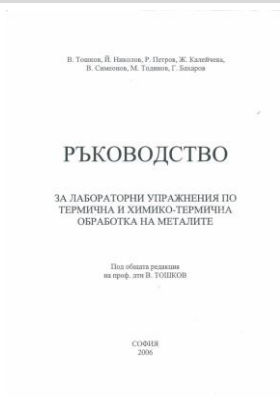 В. Тошков, Й. Николов, Р. Петров, Ж. Калейчева,
В. Симеонов, М. Тодинов, Г. Бахаров
РЪКОВОДСТВО
ЗА ЛАБОРАТОРНИ УПРАЖНЕНИЯ ПО
ТЕРМИЧНА И ХИМИКО-ТЕРМИЧНА
ОБРАБОТКА НА МЕТАЛИТЕ
Под общата редакция
на проф. дтн В. ТОШКОВ
СОФИЯ
2006